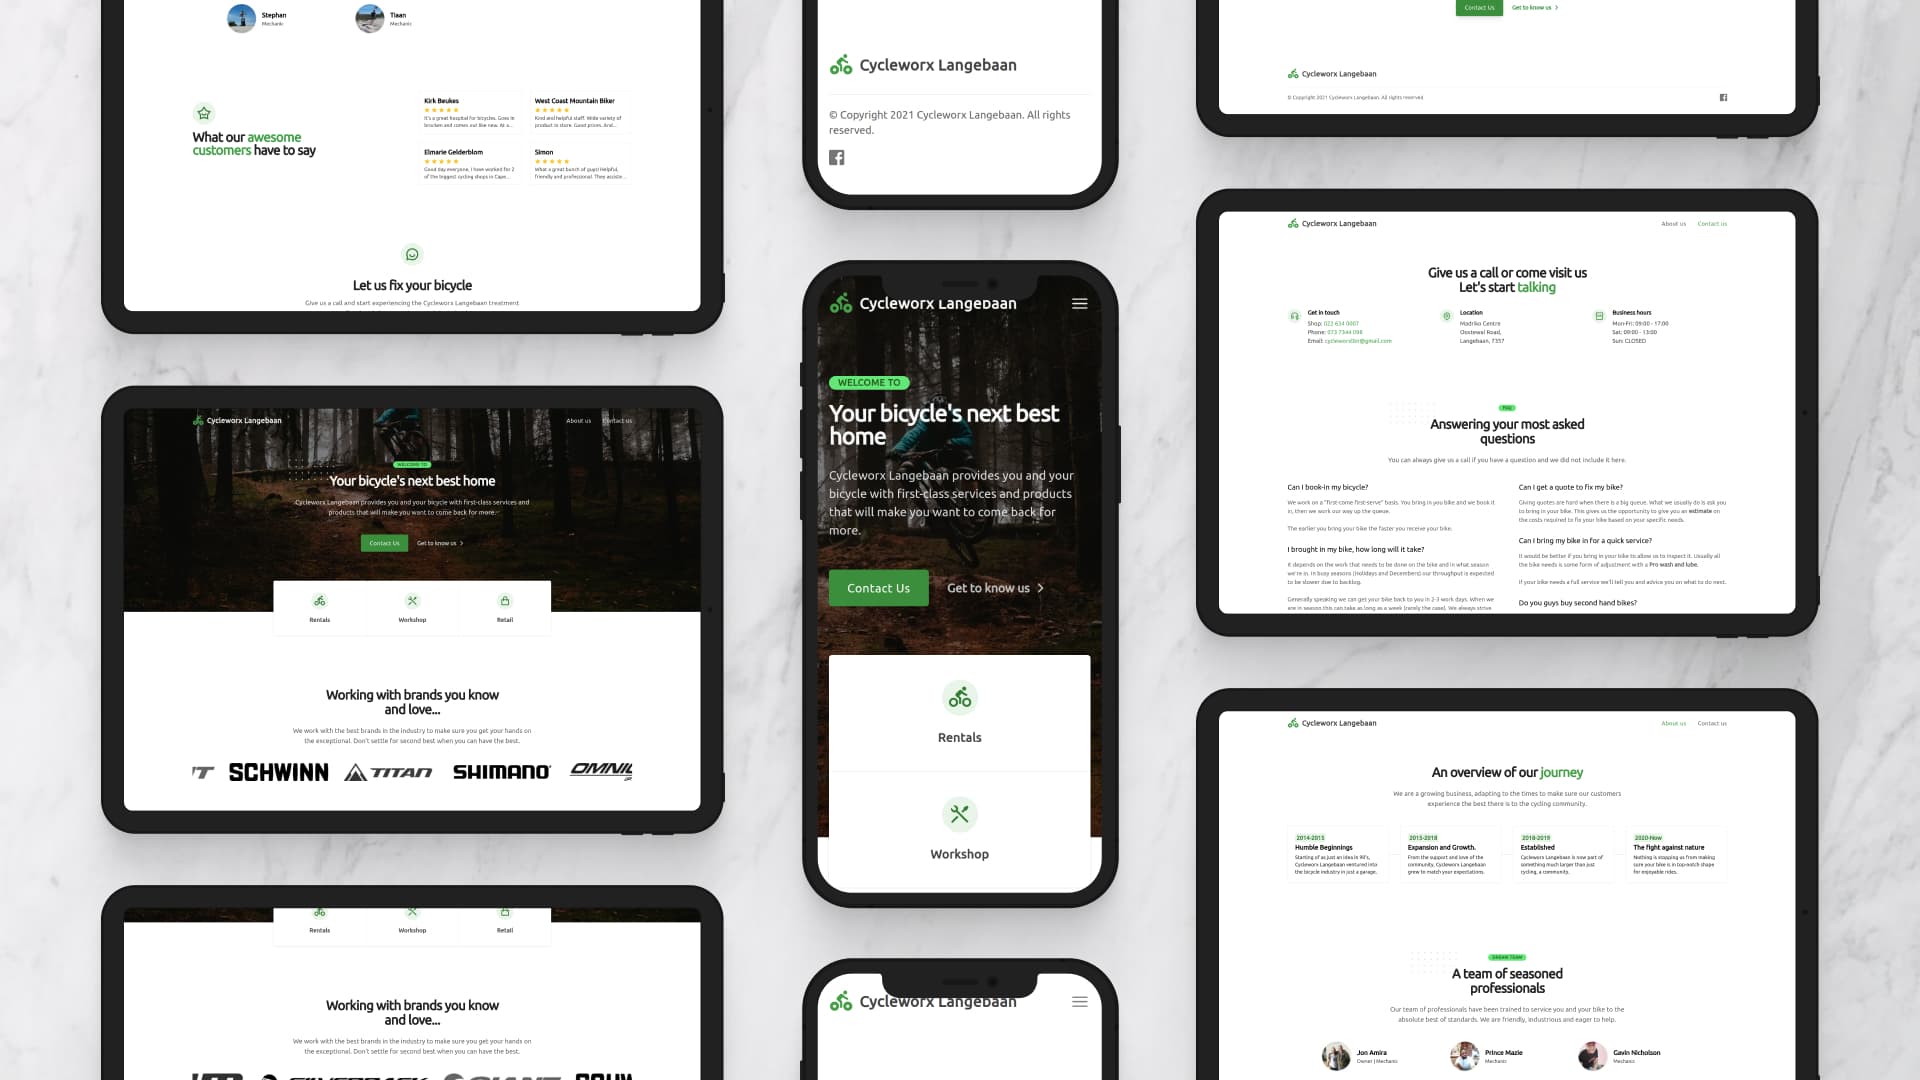 Stephan
Mechanic
Tiaan
Mechanic
What our awesome
customers have to say
Kirk Beukes
It's a great hospital for bicycles. Goes in
broken and comes out like new. At a...
West Coast Mountain Biker
Kind and helpful staff. Wide variety of
product in store. Good prices. And...
Elmarie Gelderblom
Good day everyone, I have worked for 2
of the biggest cycling shops in Cape...
Simon
What a great bunch of guys! Helpful,
friendly and professional. They assiste...
Let us fix your bicycle
Give us a call and start experiencing the Cycleworx Langebaan treatment
Cycleworx Langebaan
About us
Contact us
WELCOME TO
Your bicycle's next best home
Cycleworx Langebaan provides you and your bicycle with first-class services and
products that will make you want to come back for more.
Contact Us
Get to know us
Rentals
Workshop
Retail
Working with brands you know
and love...
We work with the best brands in the industry to make sure you get your hands on
the exceptional. Don't settle for second best when you can have the best.
SCHWINN
TITAN
SHIMANO
Rentals
Workshop
Retail
Working with brands you know
and love...
We work with the best brands in the industry to make sure you get your hands on
the exceptional. Don't settle for second best when you can have the best.
Cycleworx Langebaan
© Copyright 2021 Cycleworx Langebaan. All rights
reserved.
Cycleworx Langebaan
WELCOME TO
Your bicycle's next best
home
Cycleworx Langebaan provides you and your
bicycle with first-class services and products
that will make you want to come back for
more.
Contact Us
Get to know us
Rentals
Workshop
Cycleworx Langebaan
Contact Us
Get to know us
Cycleworx Langebaan
© Copyright 2021 Cycleworx Langebaan. All rights reserved.
Cycleworx Langebaan
About us
Contact us
Give us a call or come visit us
Let's start talking
Get in touch
Shop: 022 634 0007
Phone: 073 7344 098
Location
Madriko Centre
Oostewal Road,
Langebaan, 7357
Business hours
Mon-Fri: 09:00 - 17:00
Sat: 09:00 - 13:00
Sun: CLOSED
FAQ
Answering your most asked
questions
You can always give us a call if you have a question and we did not include it here.
Can I book-in my bicycle?
We work on a "first-come-first-serve" basis. You bring in you bike and we book it
in, then we work our way up the queue.
The earlier you bring your bike the faster you receive your bike.
I brought in my bike, how long will it take?
It depends on the work that needs to be done on the bike and in what season
we're in. In busy seasons (Holidays and Decembers) our throughput is expected
to be slower due to backlog.
Generally speaking we can get your bike back to you in 2-3 work days. When we
are in season this can take as long as a week (rarely the case). We always strive
Can I get a quote to fix my bike?
Giving quotes are hard when there is a big queue. What we usually do is ask you
to bring in your bike. This gives us the opportunity to give you an estimate on
the costs required to fix your bike based on your specific needs.
Can I bring my bike in for a quick service?
It would be better if you bring in your bike to allow us to inspect it. Usually all
the bike needs is some form of adjustment with a Pro wash and lube.
If your bike needs a full service we'll tell you and advice you on what to do next.
Do you guys buy second hand bikes?
Cycleworx Langebaan
About us
Contact us
An overview of our journey
We are a growing business, adapting to the times to make sure our customers
experience the best there is to the cycling community.
2014-2015
Humble Beginnings
Starting of as just an idea in 90's,
Cycleworx Langebaan ventured into
the bicycle industry in just a garage.
2015-2018
Expansion and Growth.
From the support and love of the
community, Cycleworx Langebaan
grew to match your expectations.
2018-2019
Established
Cycleworx Langebaan is now part of
something much larger than just
cycling, a community.
2020-Now
The fight against nature
Nothing is stopping us from making
sure your bike is in top-notch shape
for enjoyable rides.
DREAM TEAM
A team of seasoned
professionals
Our team of professionals have been trained to service you and your bike to the
absolute best of standards. We are friendly, industrious and eager to help.
Jon Amira
Owner | Mechanic
Prince Mazie
Mechanic
Gavin Nicholson
Mechanic